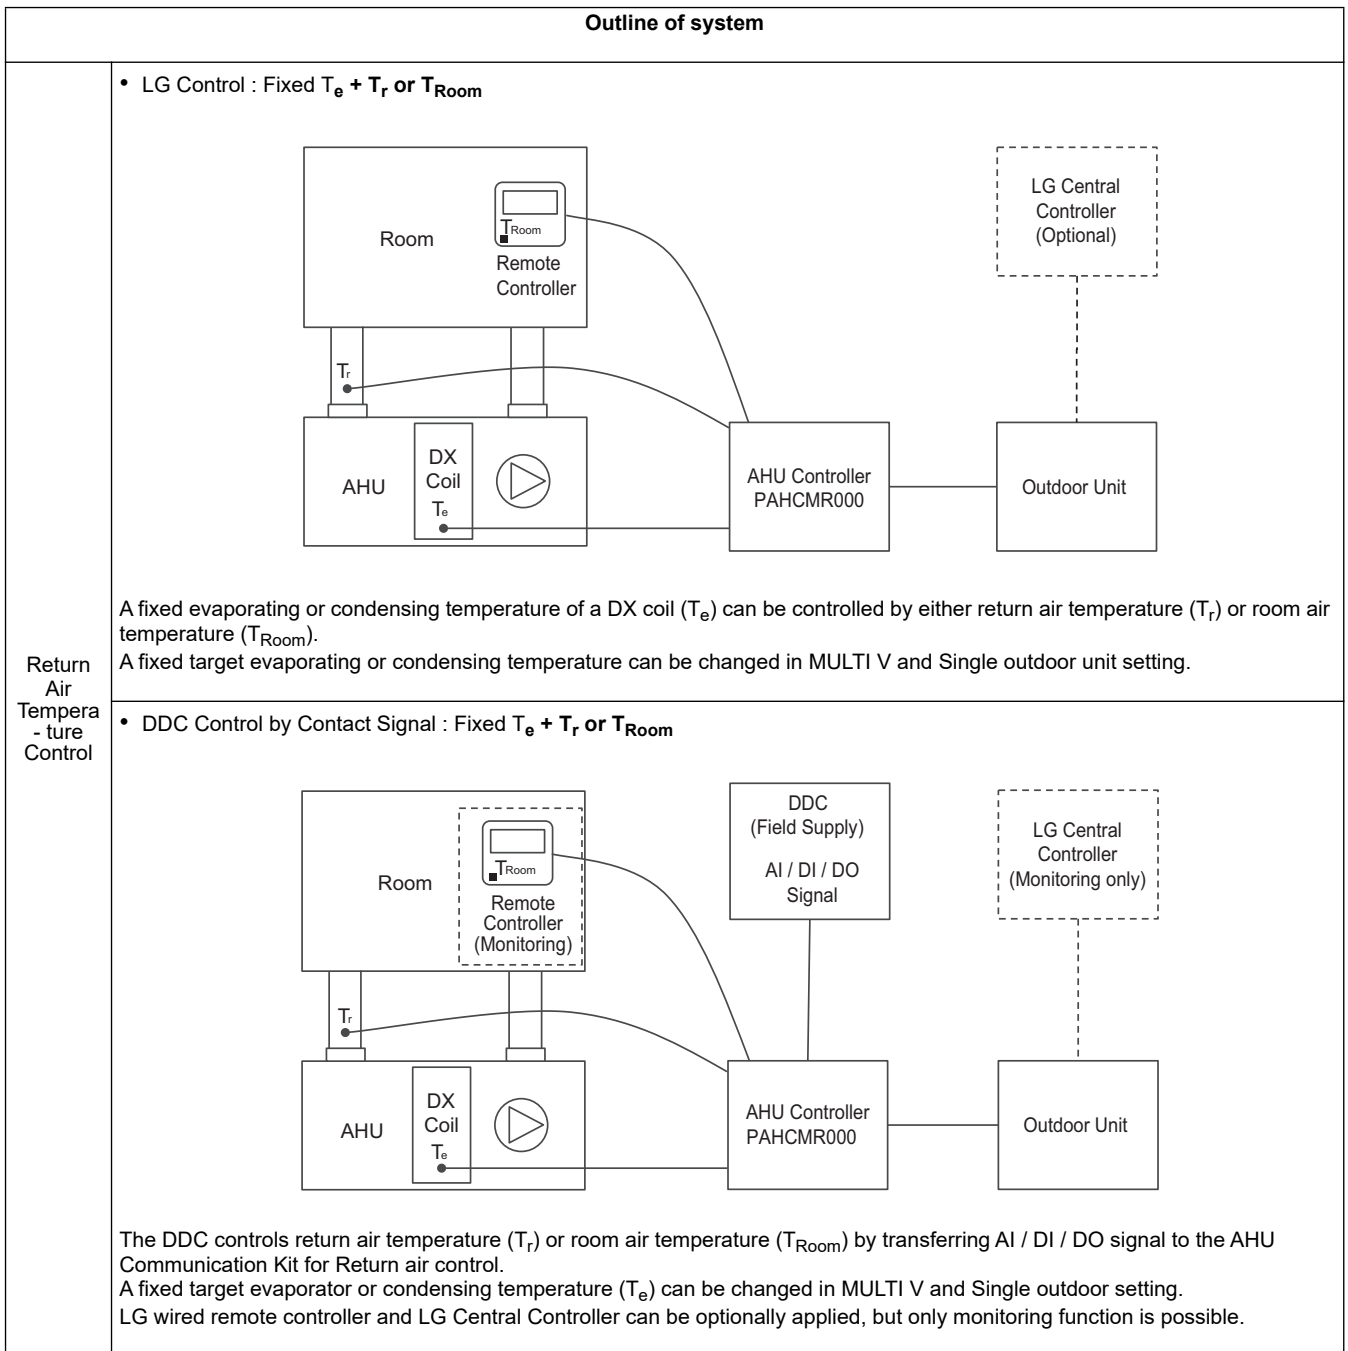 Outline of system
Return
Air
Tempera
- ture
Control
• LG Control : Fixed Te + Tr or TRoom
Room
TRoom
Remote
Controller
LG Central
Controller
(Optional)
Tr
AHU
DX
Coil
Te
AHU Controller
PAHCMR000
Outdoor Unit
A fixed evaporating or condensing temperature of a DX coil (Te) can be controlled by either return air temperature (Tr) or room air
temperature (TRoom).
A fixed target evaporating or condensing temperature can be changed in MULTI V and Single outdoor unit setting.
• DDC Control by Contact Signal : Fixed Te + Tr or TRoom
Room
TRoom
Remote
Controller
(Monitoring)
DDC
(Field Supply)
AI / DI / DO
Signal
LG Central
Controller
(Monitoring only)
Tr
AHU
DX
Coil
Te
AHU Controller
PAHCMR000
Outdoor Unit
The DDC controls return air temperature (Tr) or room air temperature (TRoom) by transferring AI / DI / DO signal to the AHU
Communication Kit for Return air control.
A fixed target evaporator or condensing temperature (Te) can be changed in MULTI V and Single outdoor setting.
LG wired remote controller and LG Central Controller can be optionally applied, but only monitoring function is possible.